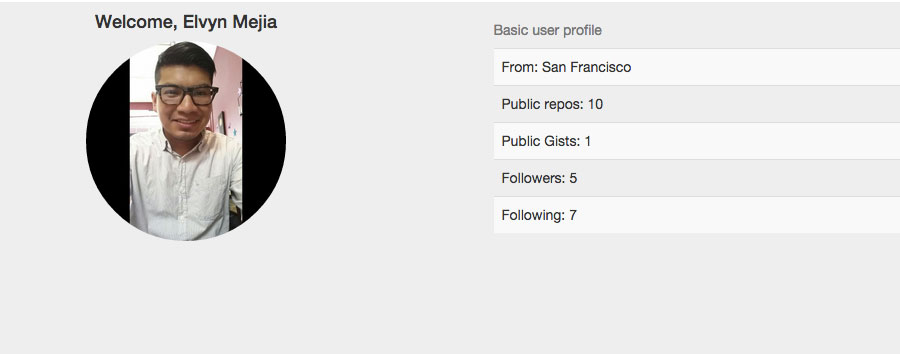 Welcome, Elvyn Mejia
Basic user profile
From: San Francisco
Public repos: 10
Public Gists: 1
Followers: 5
Following: 7